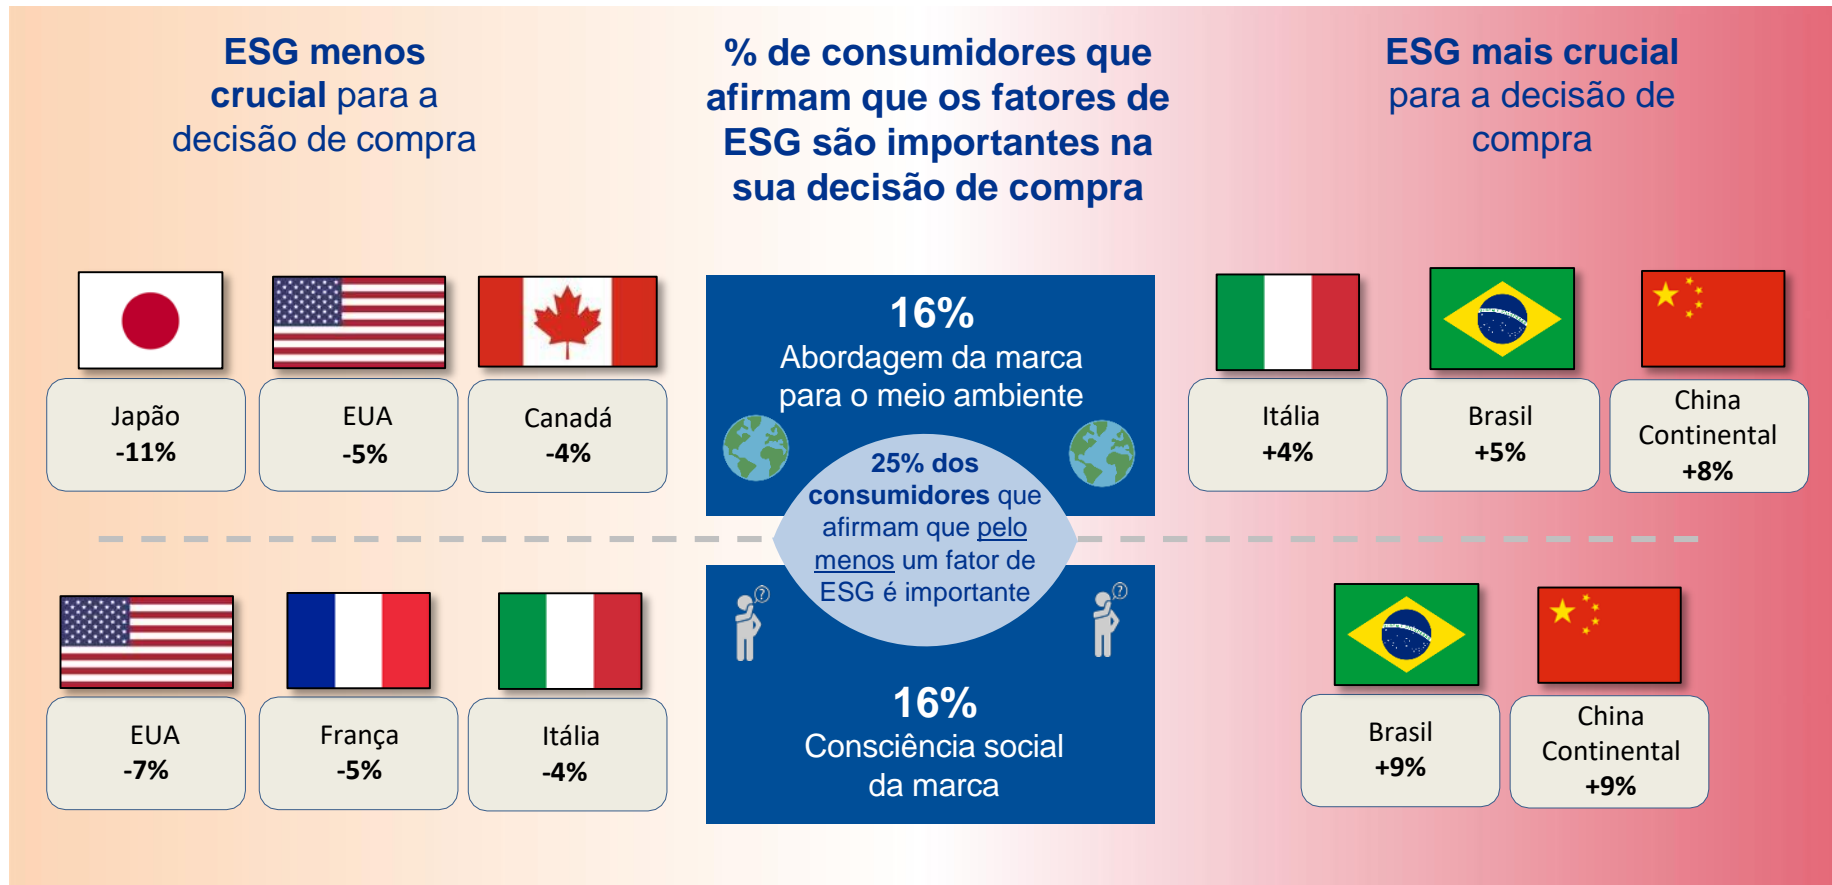 ESG menos
crucial para a
decisão de compra
% de consumidores que
afirmam que os fatores de
ESG são importantes na
sua decisão de compra
ESG mais crucial
para a decisão de
compra
Japão
-11%
EUA
-5%
Canadá
-4%
16%
Abordagem da marca
para o meio ambiente
Itália
+4%
Brasil
+5%
China
Continental
+8%
25% dos
consumidores que
afirmam que pelo
menos um fator de
ESG é importante
EUA
-7%
França
-5%
Itália
-4%
16%
Consciência social
da marca
Brasil
+9%
China
Continental
+9%